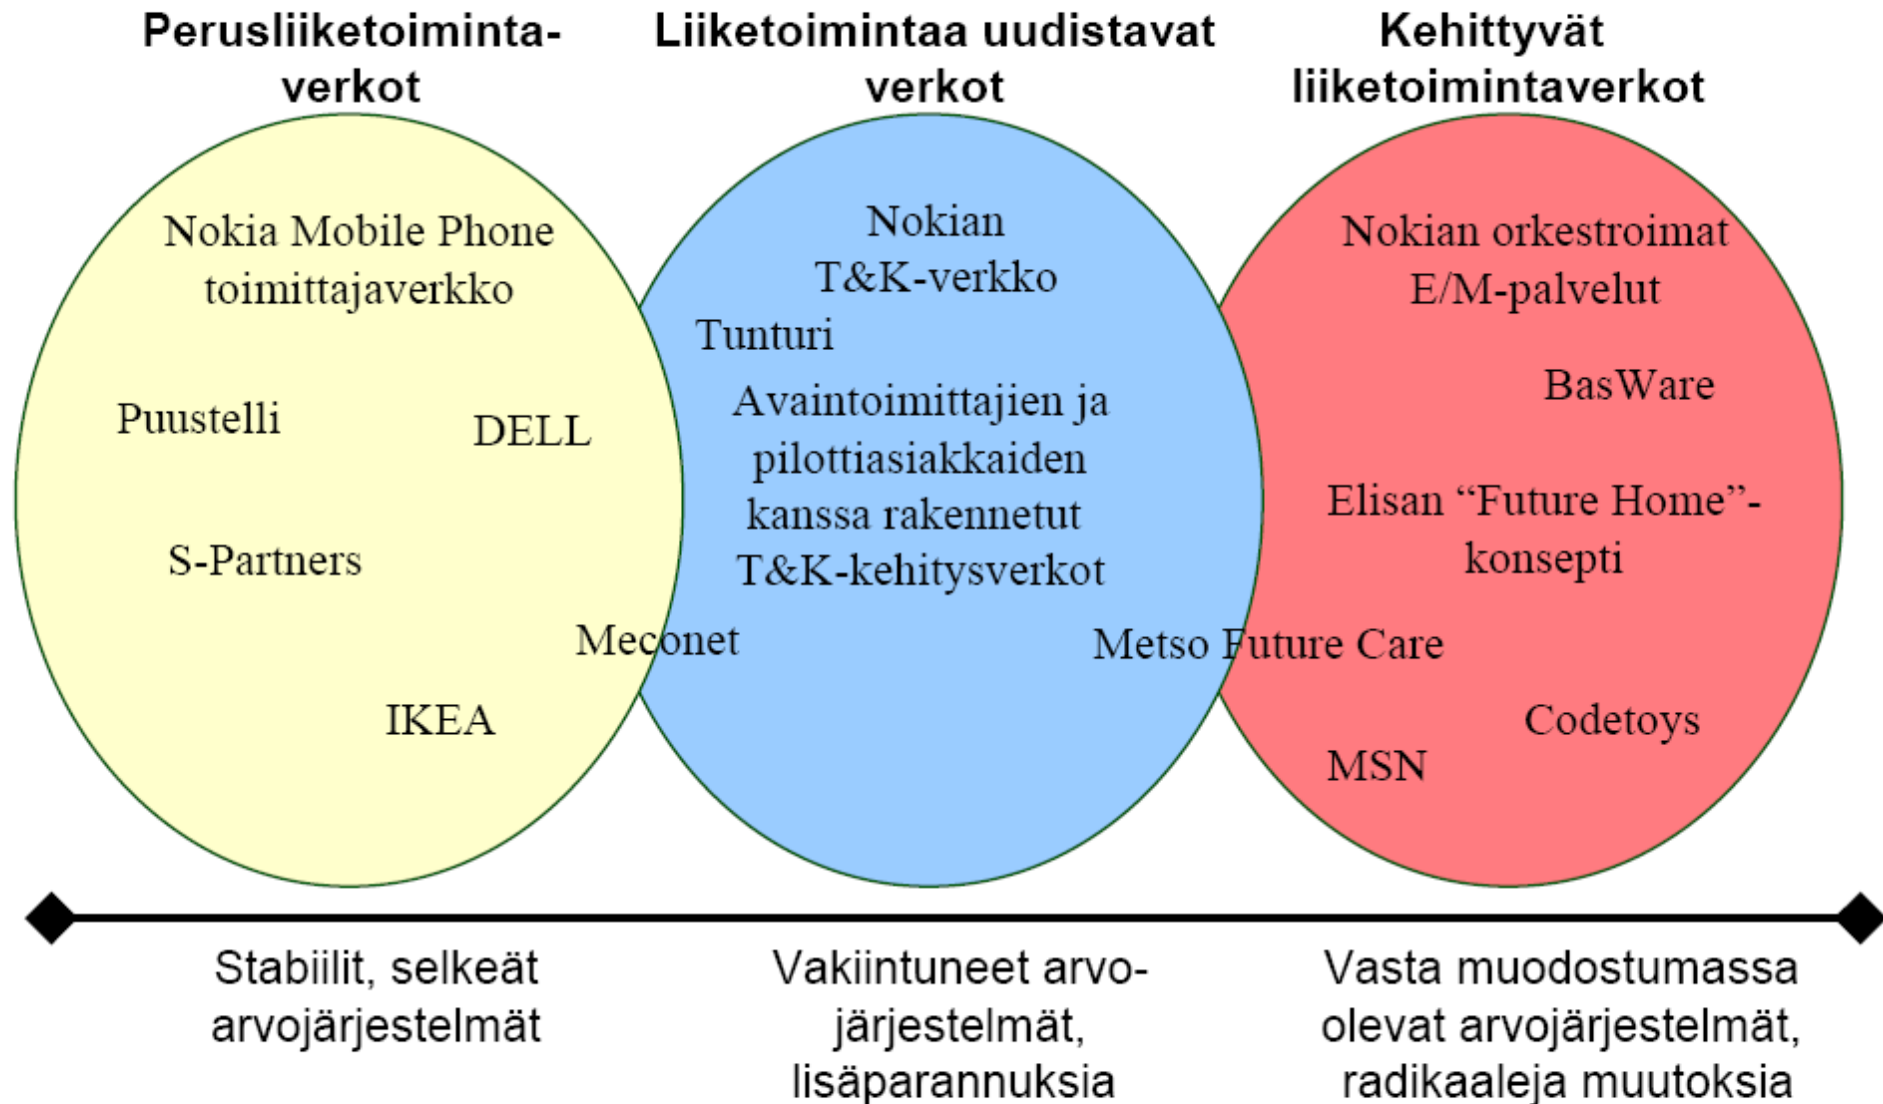 Perusliiketoiminta-
verkot
Liiketoimintaa uudistavat
verkot
Kehittyvät
liiketoimintaverkot
Nokia Mobile Phone
toimittajaverkko
Puustelli
DELL
S-Partners
Meconet
IKEA
Nokian
T&K-verkko
Tunturi
Avaintoimittajien ja
pilottiasiakkaiden
kanssa rakennetut
T&K-kehitysverkot
Metso Future Care
Nokian orkestroimat
E/M-palvelut
BasWare
Elisan “Future Home”-
konsepti
Codetoys
MSN
Stabiilit, selkeät
arvojärjestelmät
Vakiintuneet arvo-
järjestelmät,
lisäparannuksia
Vasta muodostumassa
olevat arvojärjestelmät,
radikaaleja muutoksia